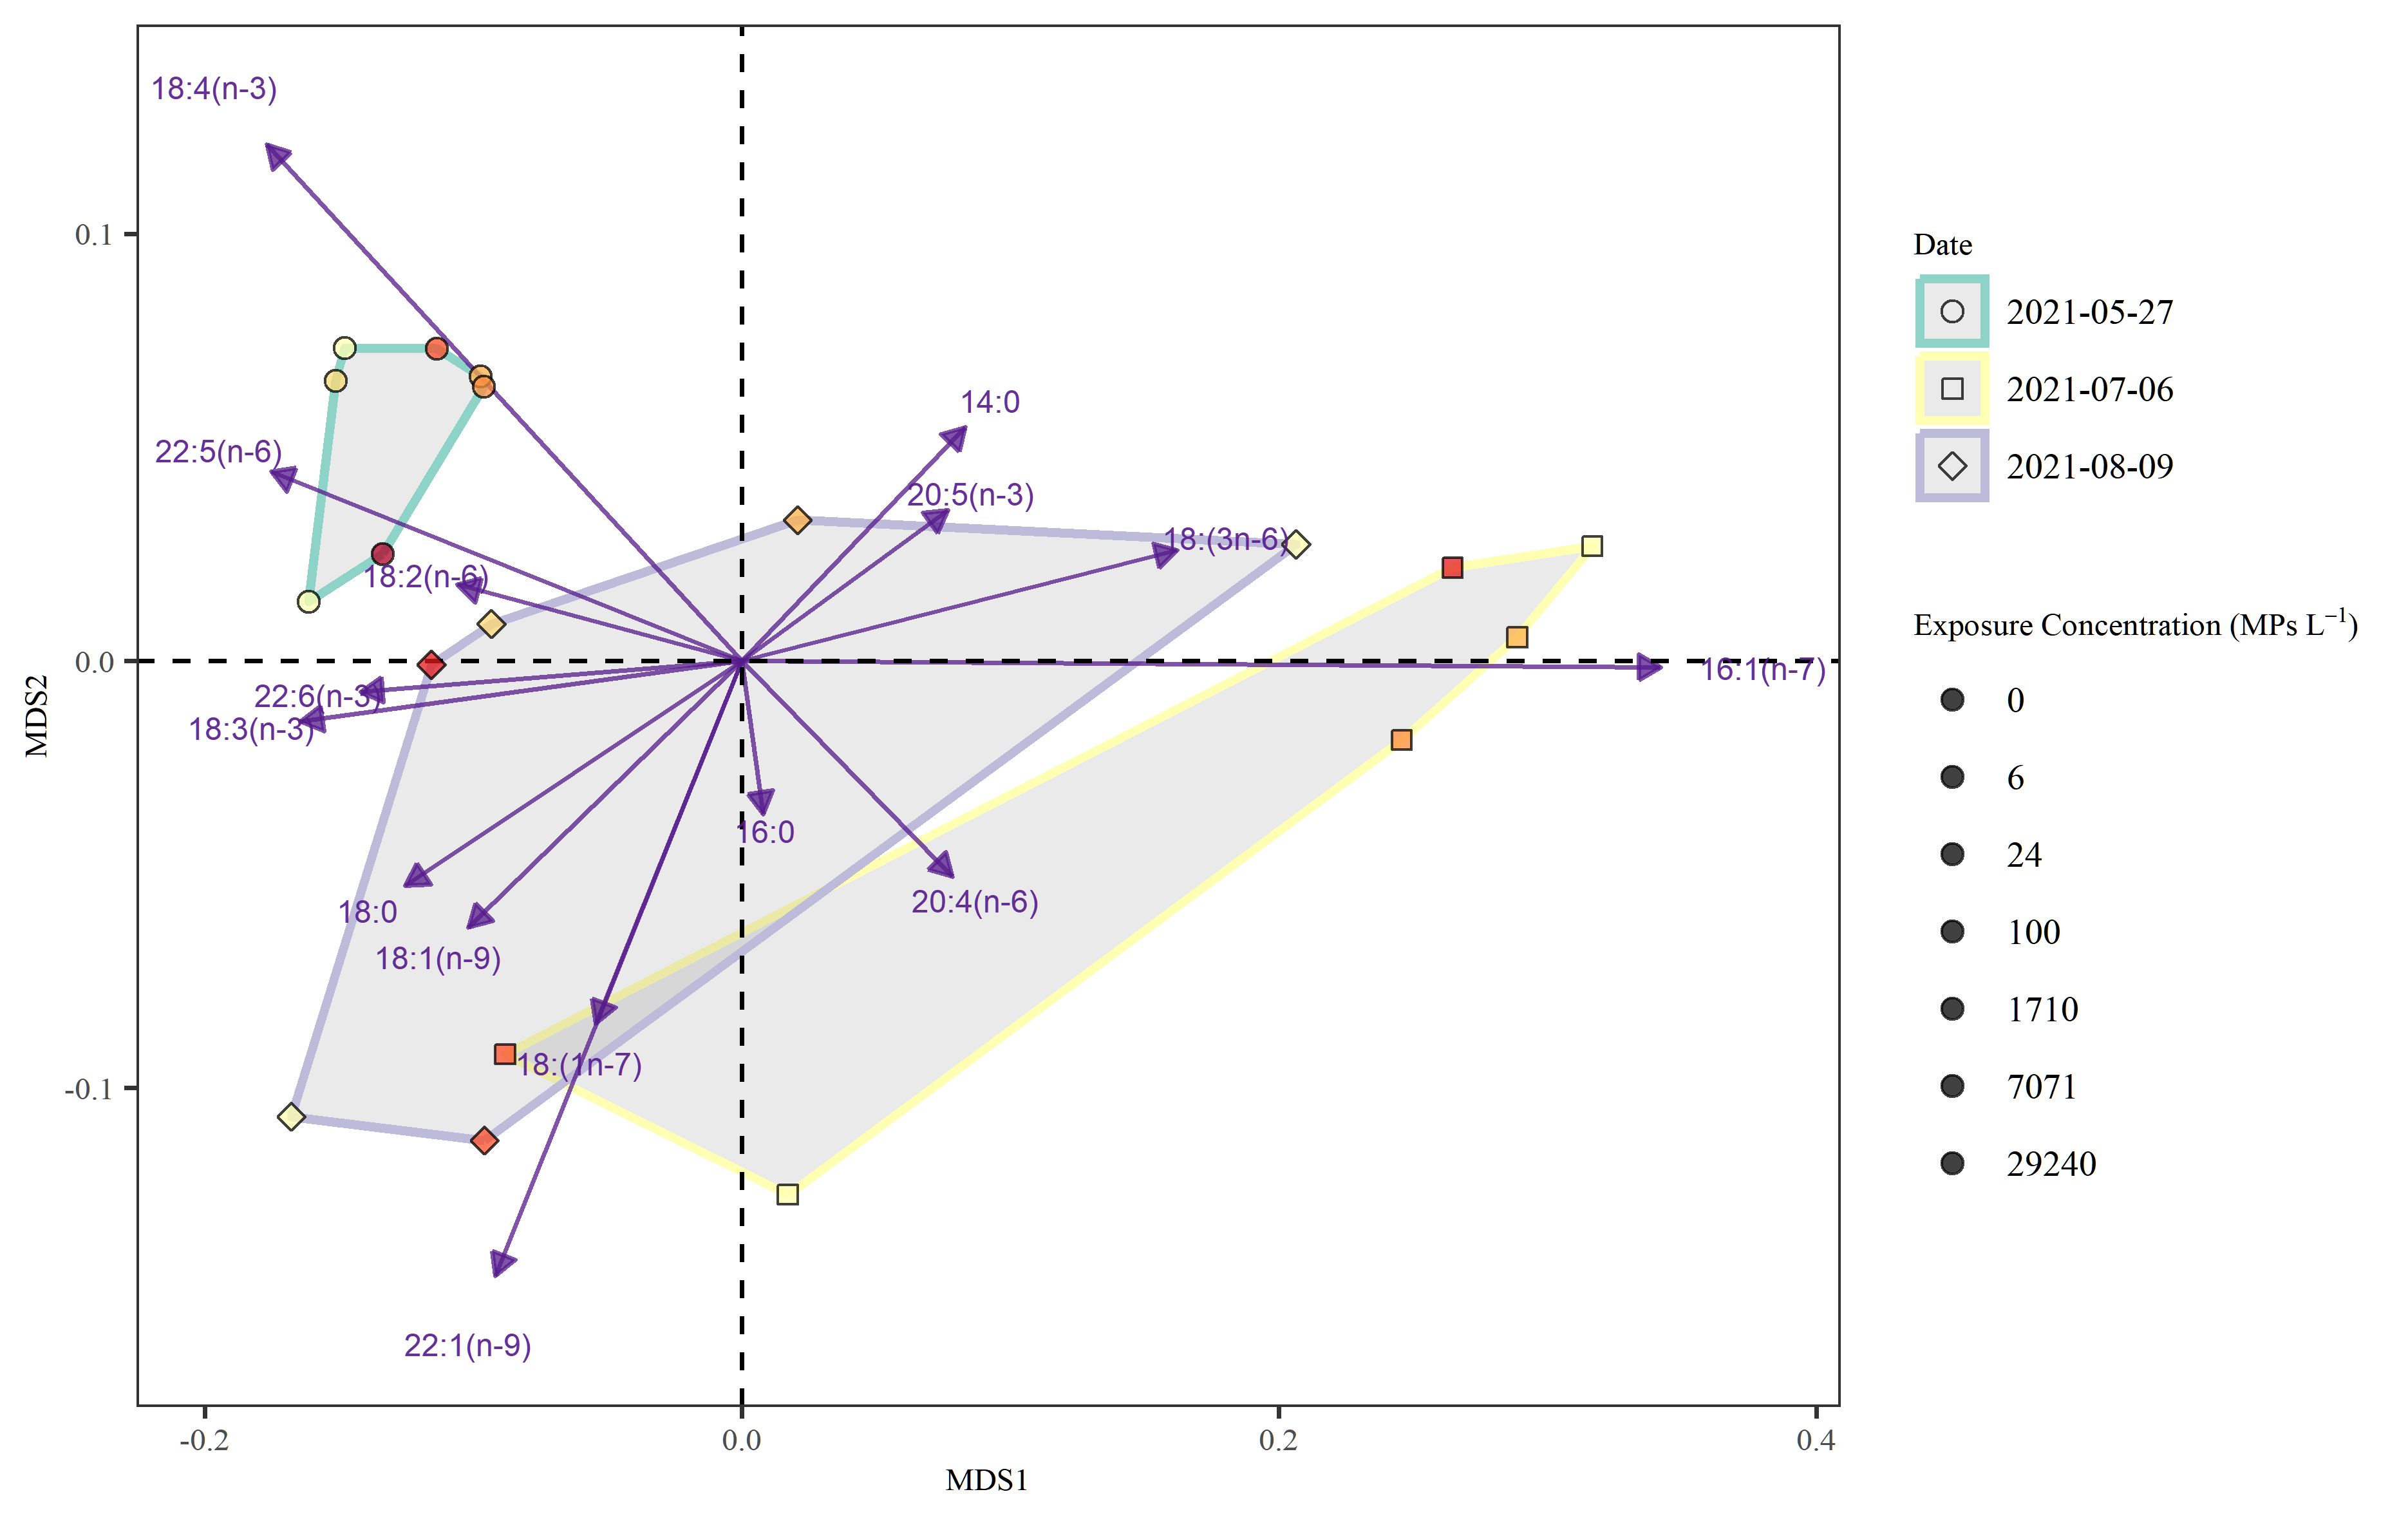 18:4(n-3)
0.1
14:0
22:5(n-6)
20:5(n-3)
18:(3n-6)
18:2(n-6)
0.0
16:1(n-7)
22:6(n-3)
18:3(n-3)
16:0
20:4(n-6)
18:0
18:1(n-9)
18:(1n-7)
-0.1
22:1(n-9)
MDS2
-0.2
0.0
0.2
0.4
MDS1
Date
2021-05-27
2021-07-06
2021-08-09
Exposure Concentration (MPs L⁻¹)
0
6
24
100
1710
7071
29240